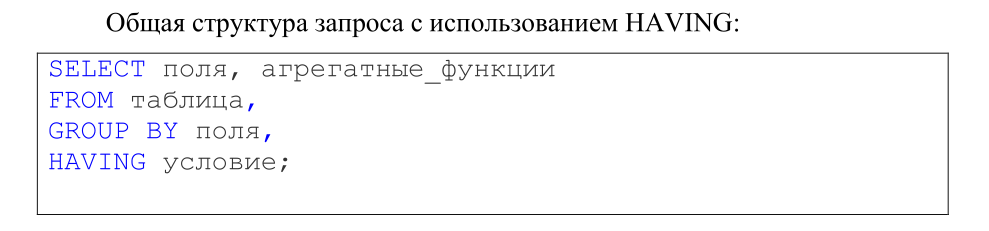 Общая структура запроса с использованием HAVING:
SELECT поля, агрегатные_функции
FROM таблица,
GROUP BY поля,
HAVING условие;